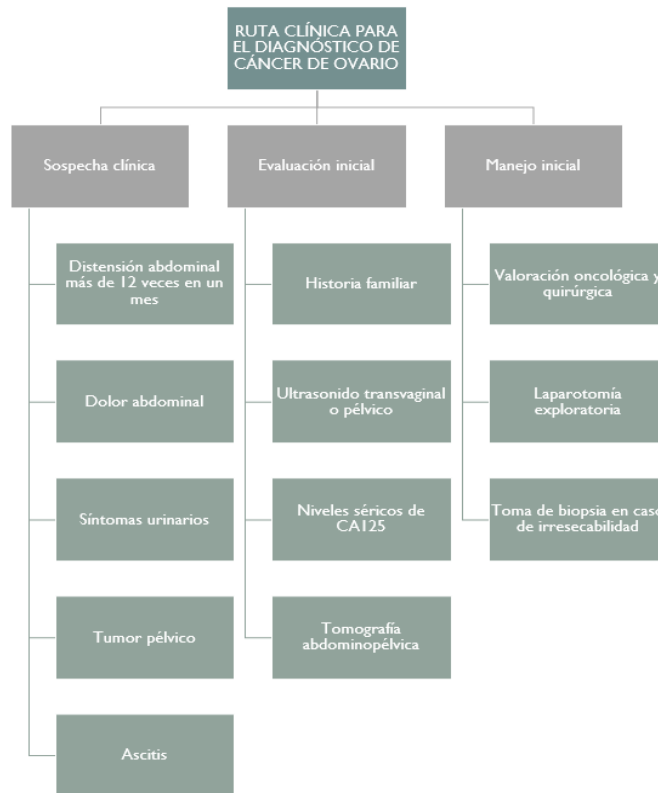 RUTA CLÍNICA PARA
EL DIAGNÓSTICO DE
CÁNCER DE OVARIO
Sospecha clínica
Distensión abdominal
más de 12 veces en un
mes
Dolor abdominal
Síntomas urinarios
Tumor pélvico
Ascitis
Evaluación inicial
Historia familiar
Ultrasonido transvaginal
o pélvico
Niveles séricos de
CA125
Tomografía
abdominopélvica
Manejo inicial
Valoración oncológica y
quirúrgica
Laparotomía
exploratoria
Toma de biopsia en caso
de irresecabilidad